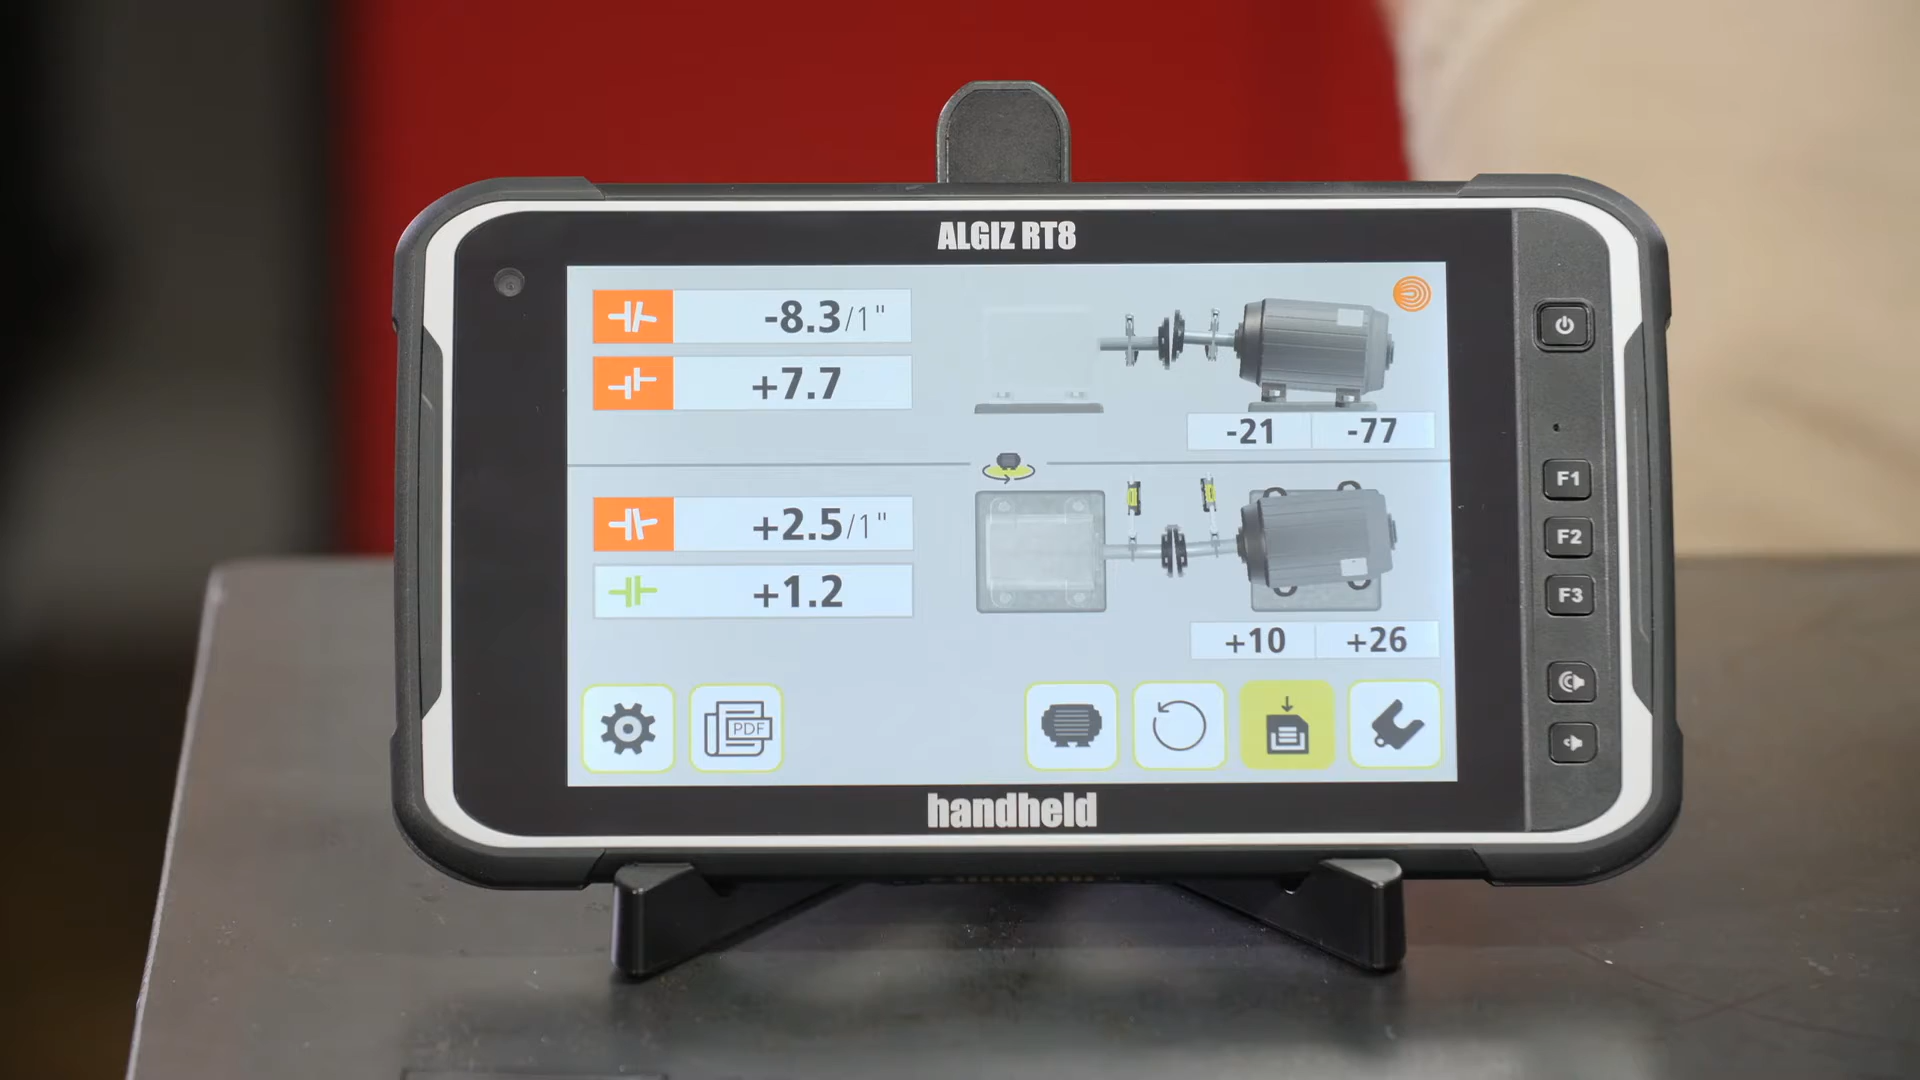 ALGIZ RT8
-8.3/1"
+7.7
-21 -77
+2.5/1"
+1.2
+10 +26
PDF
F1
F2
F3
handheld